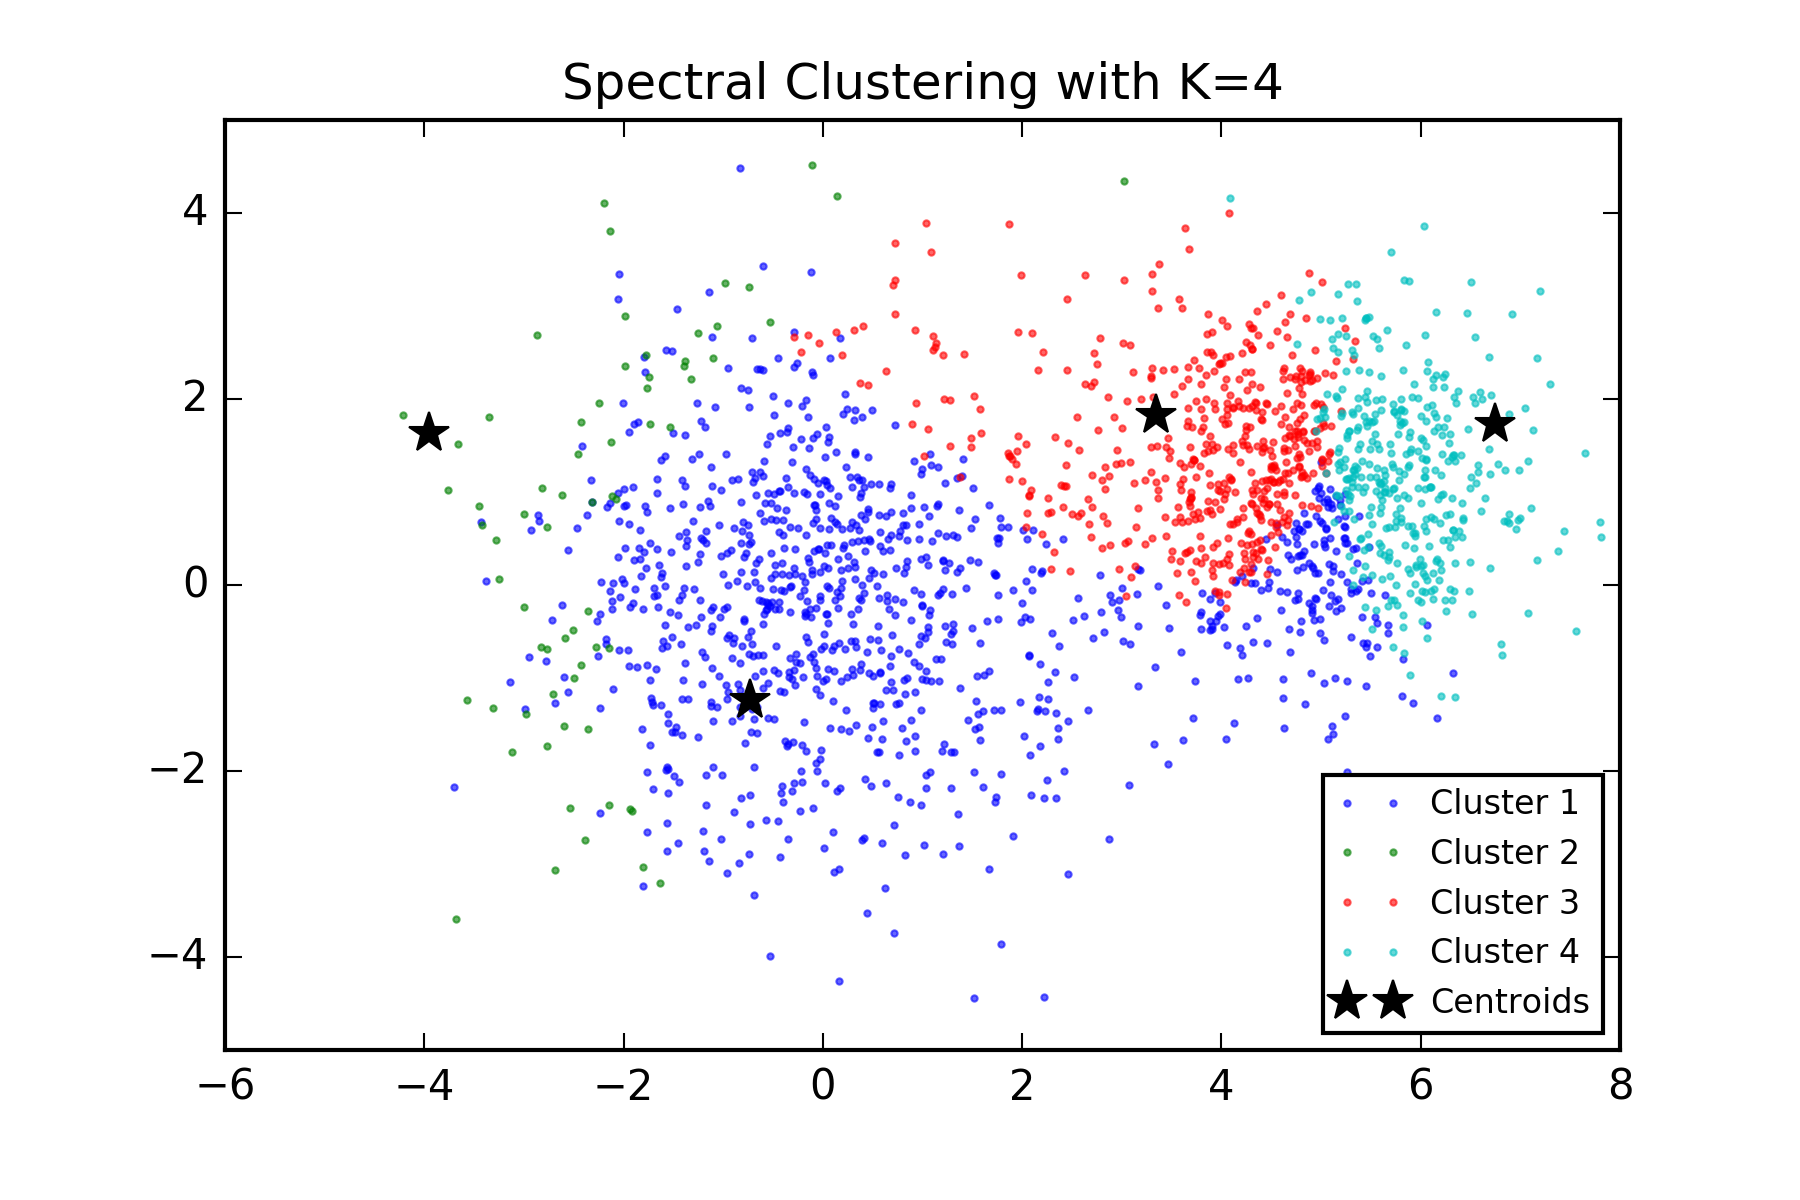 Spectral Clustering with K=4
4
2
0
−2
−4
−6 −4 −2 0 2 4 6 8
Cluster 1
Cluster 2
Cluster 3
Cluster 4
Centroids